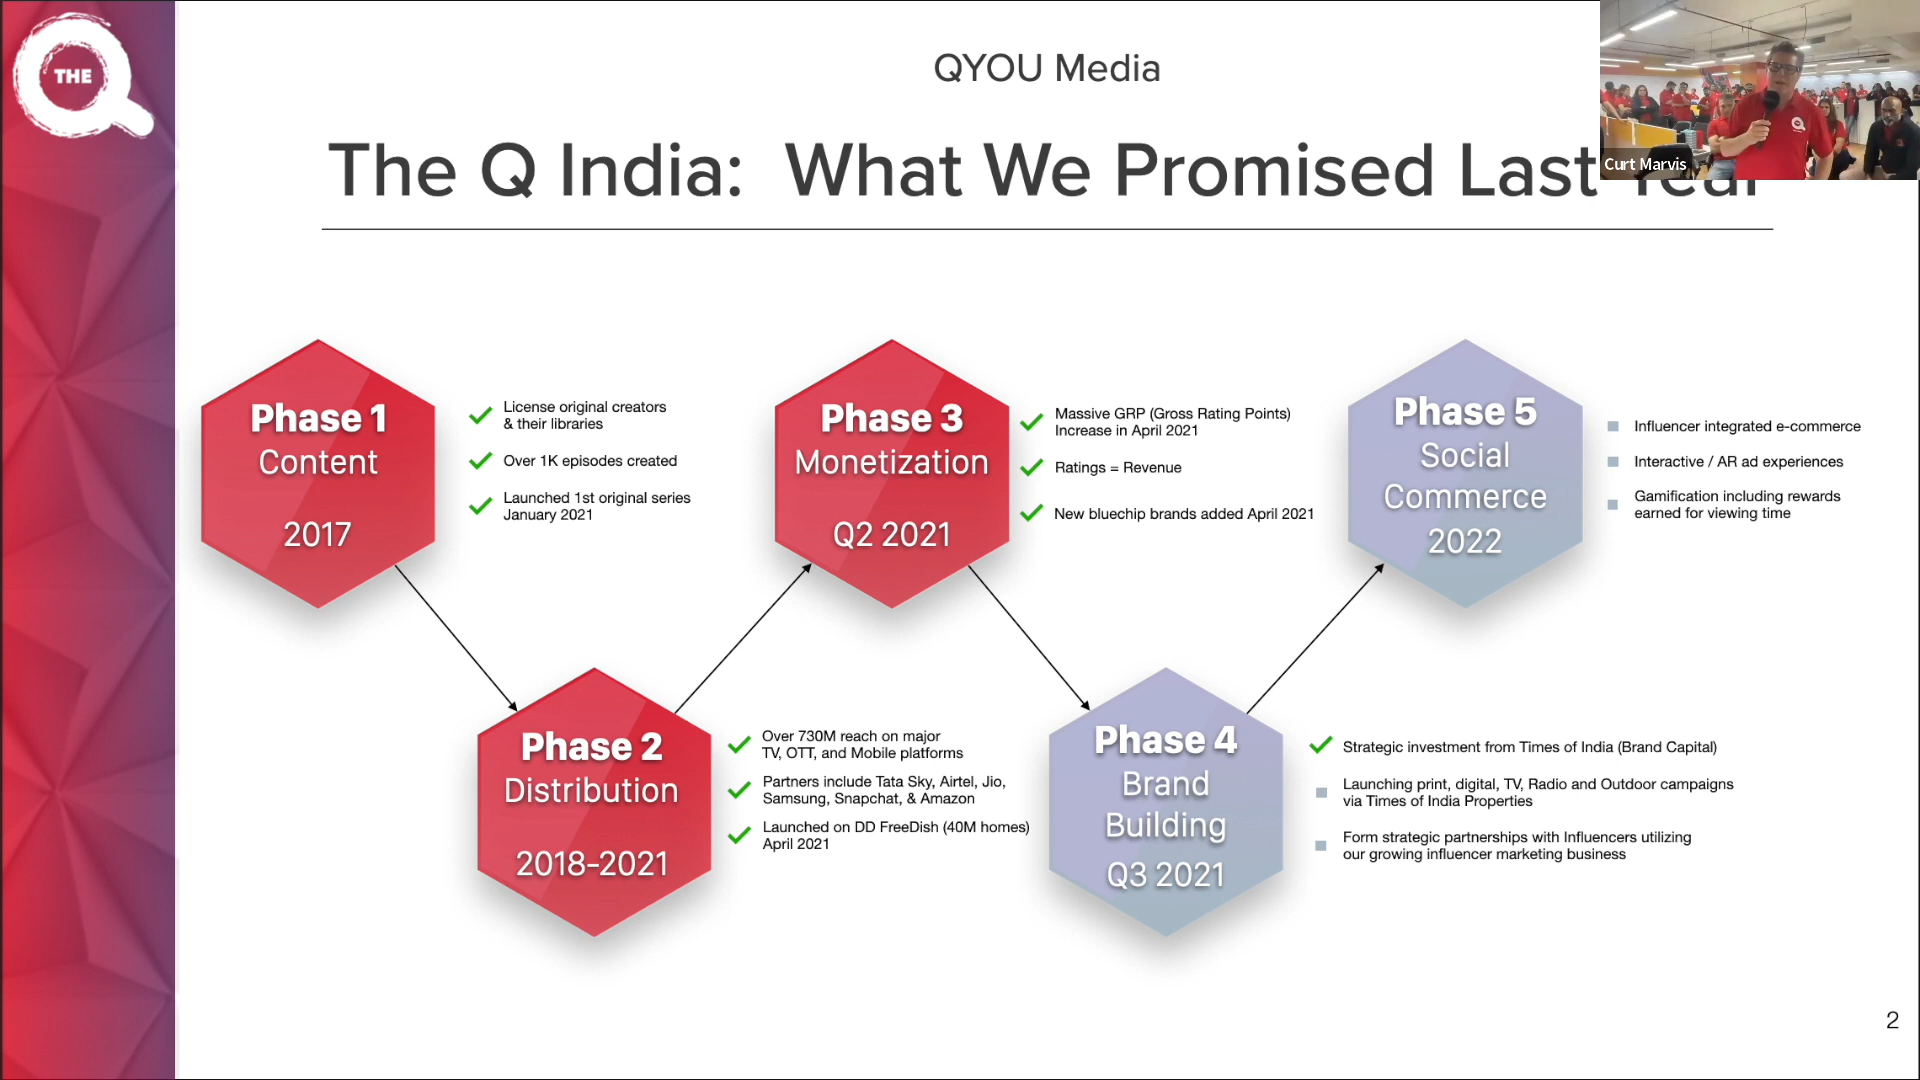 THE
QYOU Media
The Q India: What We Promised Last Year
Curt Marvis
Phase 1
Content
2017
License original creators
& their libraries
Over 1K episodes created
Launched 1st original series
January 2021
Phase 2
Distribution
2018-2021
Over 730M reach on major
TV, OTT, and Mobile platforms
Partners include Tata Sky, Airtel, Jio,
Samsung, Snapchat, & Amazon
Launched on DD FreeDish (40M homes)
April 2021
Phase 3
Monetization
Q2 2021
Massive GRP (Gross Rating Points)
Increase in April 2021
Ratings = Revenue
New bluechip brands added April 2021
Phase 4
Brand
Building
Q3 2021
Strategic investment from Times of India (Brand Capital)
Launching print, digital, TV, Radio and Outdoor campaigns
via Times of India Properties
Form strategic partnerships with Influencers utilizing
our growing influencer marketing business
Phase 5
Social
Commerce
2022
Influencer integrated e-commerce
Interactive / AR ad experiences
Gamification including rewards
earned for viewing time
2